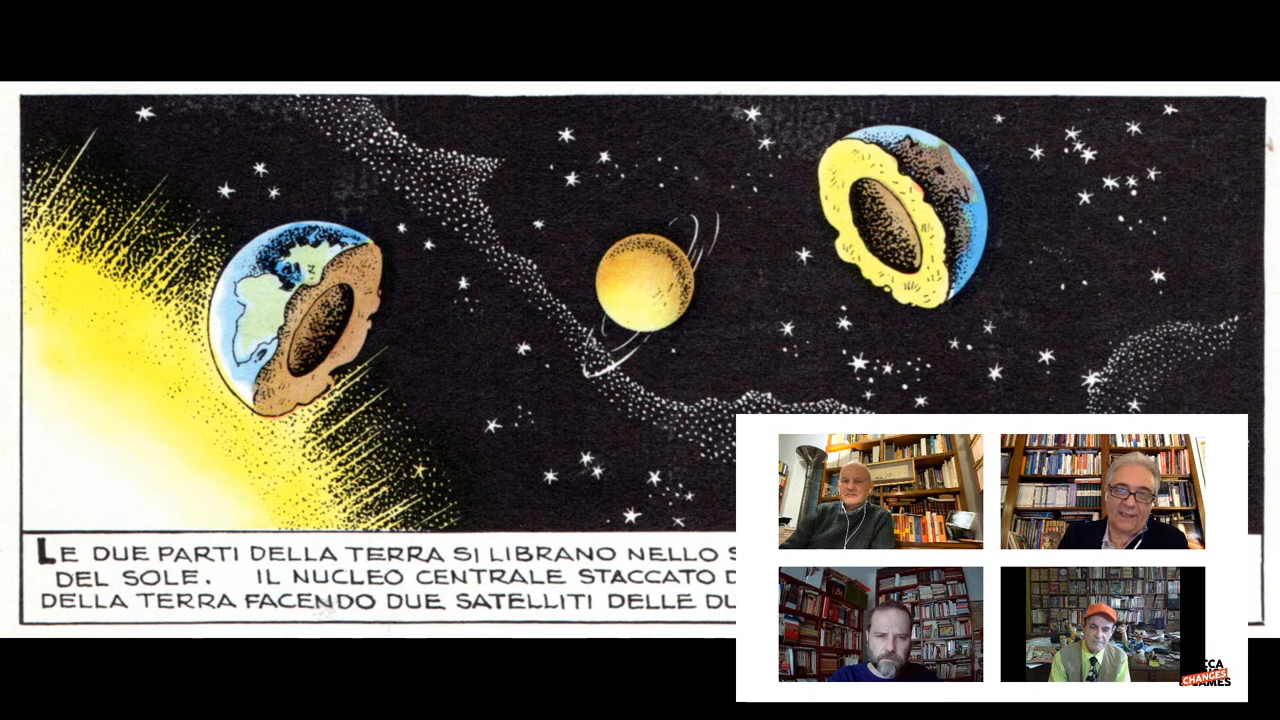 LE DUE PARTI DELLA TERRA SI LIBRANO NELLO
DEL SOLE. IL NUCLEO CENTRALE STACCATO
DELLA TERRA FACENDO DUE SATELLITI DELLE
CHANGES